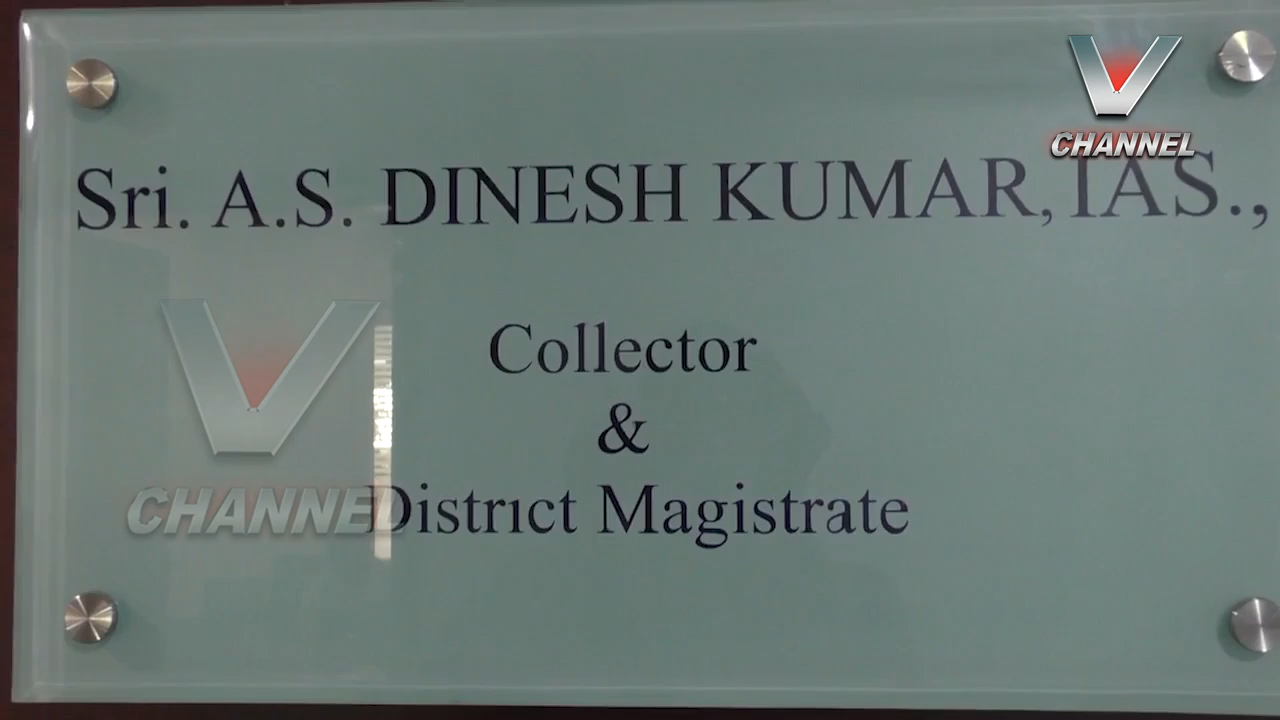 V
CHANNEL
Sri. A.S. DINESH KUMAR, IAS.,
Collector
&
District Magistrate
V
CHANNEL